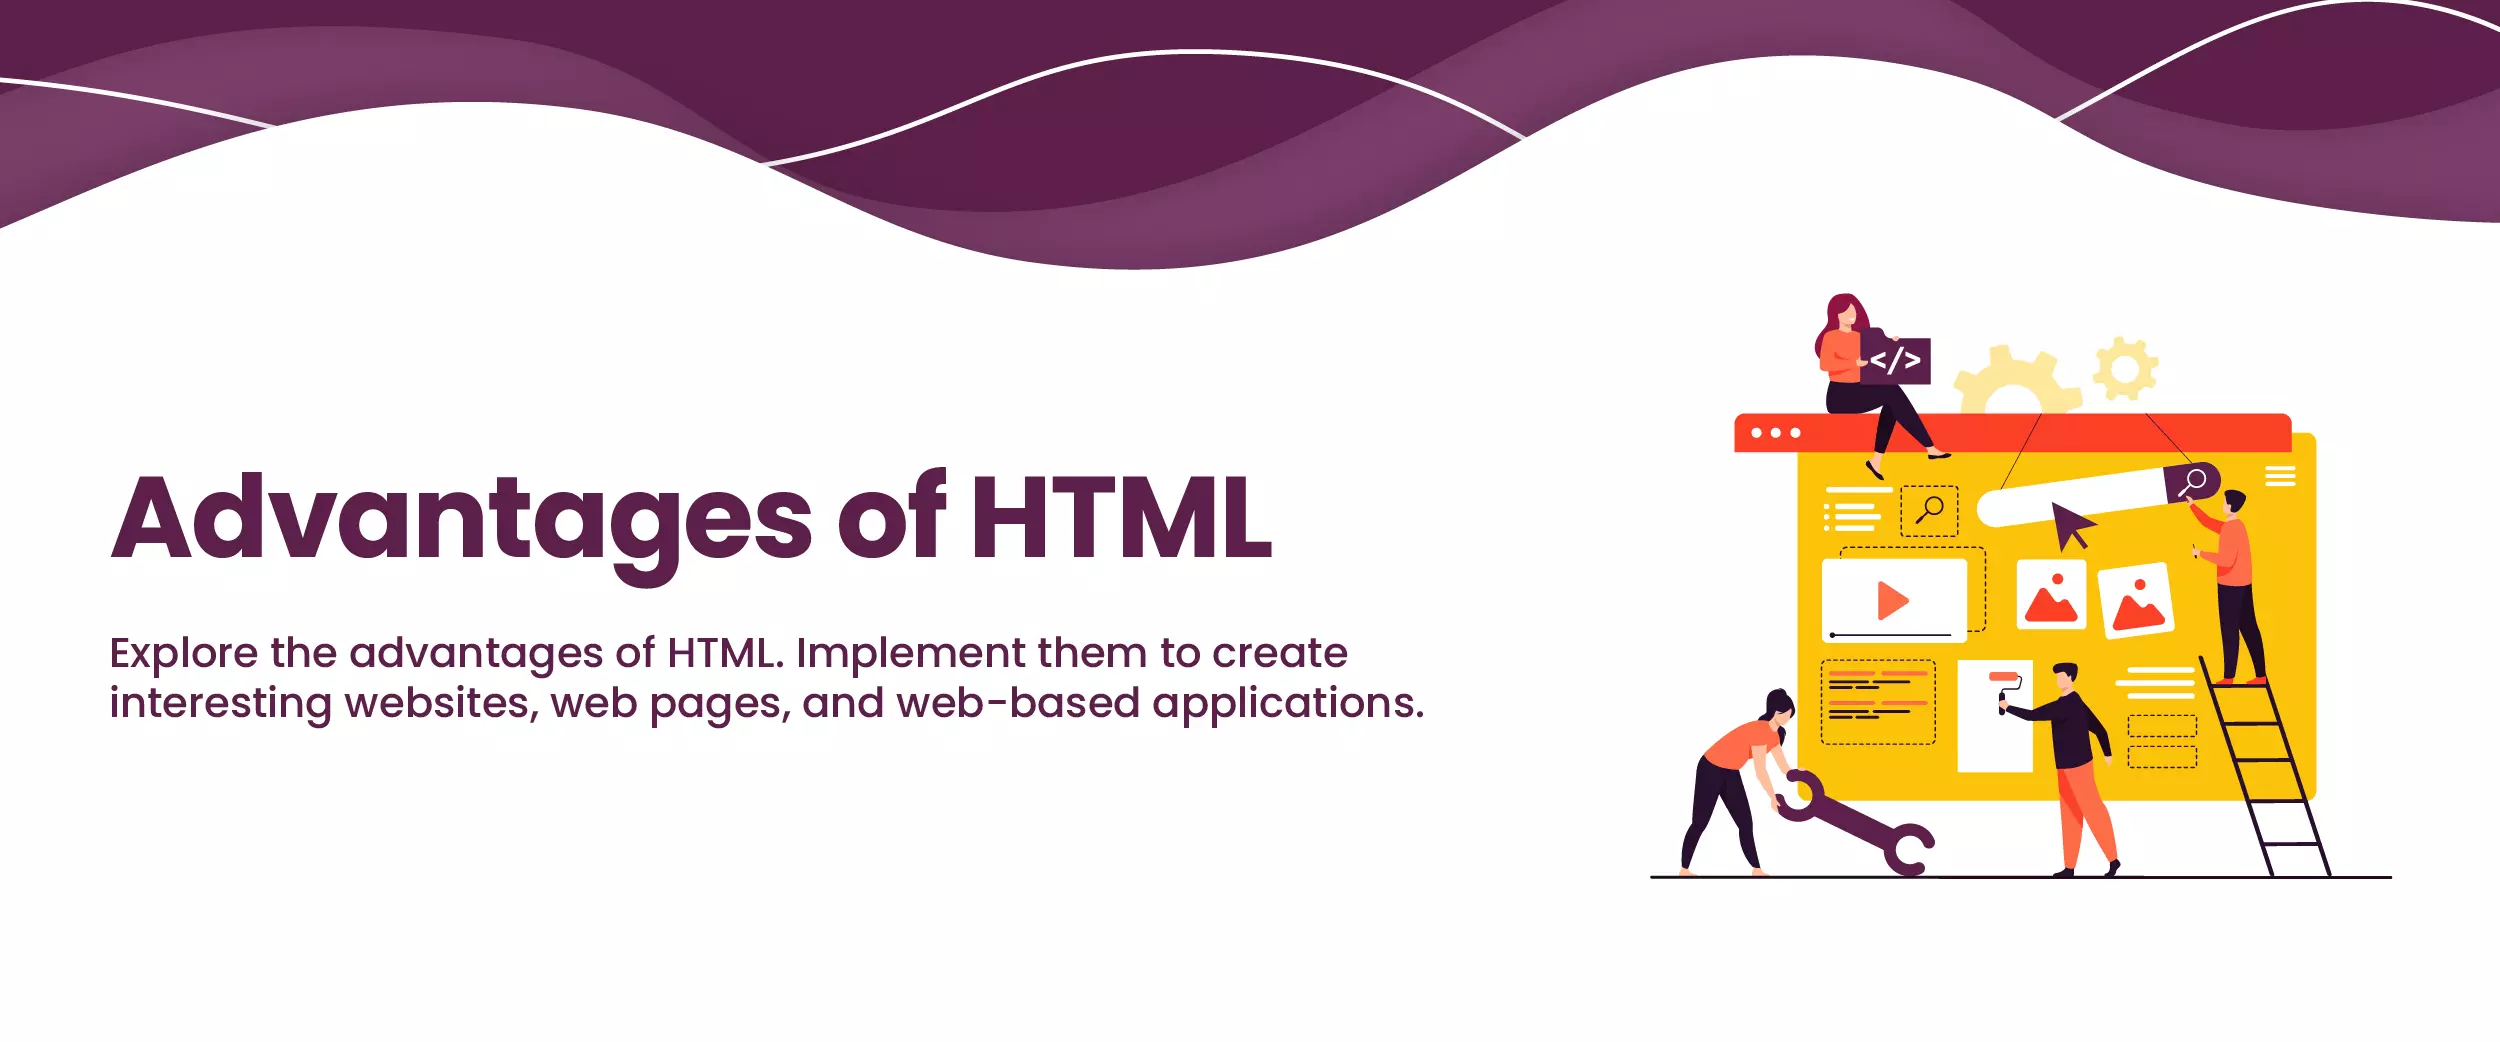 </>
Advantages of HTML
Explore the advantages of HTML. Implement them to create
interesting websites, web pages, and web-based applications.